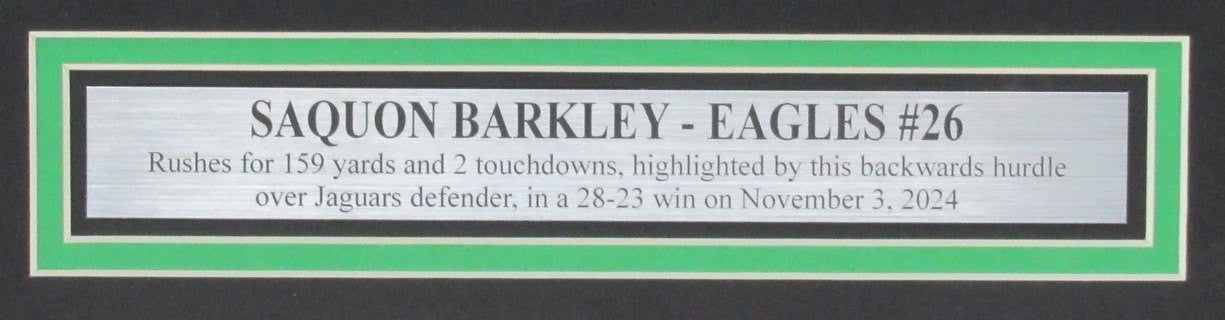 SAQUON BARKLEY - EAGLES #26
Rushes for 159 yards and 2 touchdowns, highlighted by this backwards hurdle
over Jaguars defender, in a 28-23 win on November 3, 2024